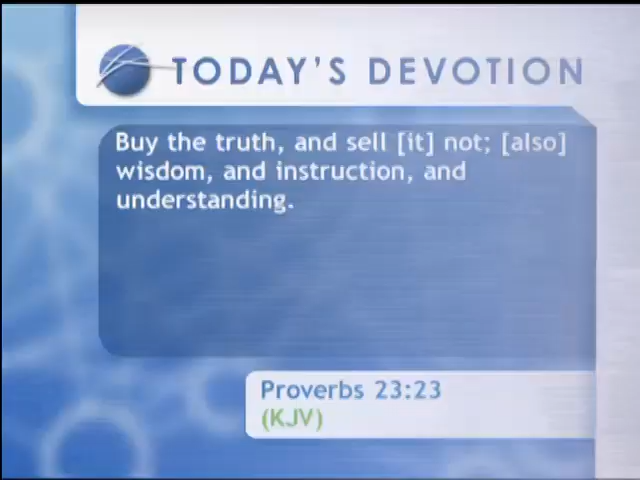 TODAY'S DEVOTION
Buy the truth, and sell [it] not; [also]
wisdom, and instruction, and
understanding.
Proverbs 23:23
(KJV)